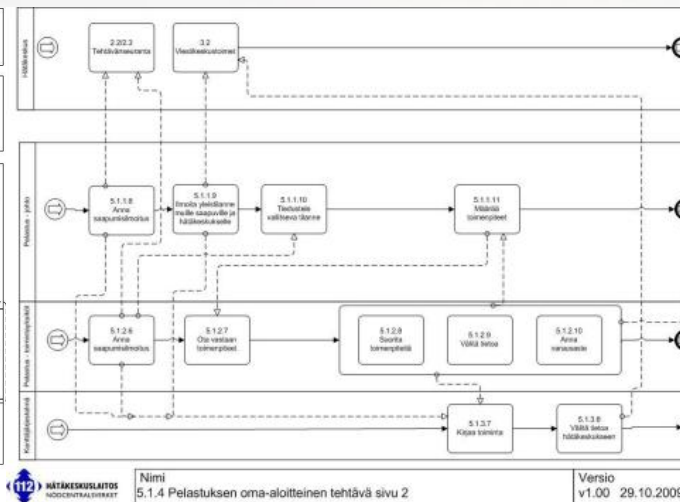 Hätäkeskus
2.2/2.3
Tehtävänseuranta
3.2
Viestikeskustoimet
Pelastus - johto
5.1.1.8
Anna
saapumisilmoitus
5.1.1.9
Ilmoita yleistilanne
muille saapuville ja
hätäkeskukselle
5.1.1.10
Tiedustele
vallitseva tilanne
5.1.1.11
Määrää
toimenpiteet
Pelastus - toimintayksiköt
5.1.2.6
Anna
saapumisilmoitus
5.1.2.7
Ota vastaan
toimenpiteet
5.1.2.8
Suorita
toimenpiteitä
5.1.2.9
Välitä tietoa
5.1.2.10
Anna
varausaste
Kenttäjärjestelmä
5.1.3.7
Kirjaa toiminta
5.1.3.8
Välitä tietoa
hätäkeskukseen
112
HÄTÄKESKUSLAITOS
NÖDCENTRALSVERKET
Nimi
5.1.4 Pelastuksen oma-aloitteinen tehtävä sivu 2
Versio
v1.00 29.10.2009